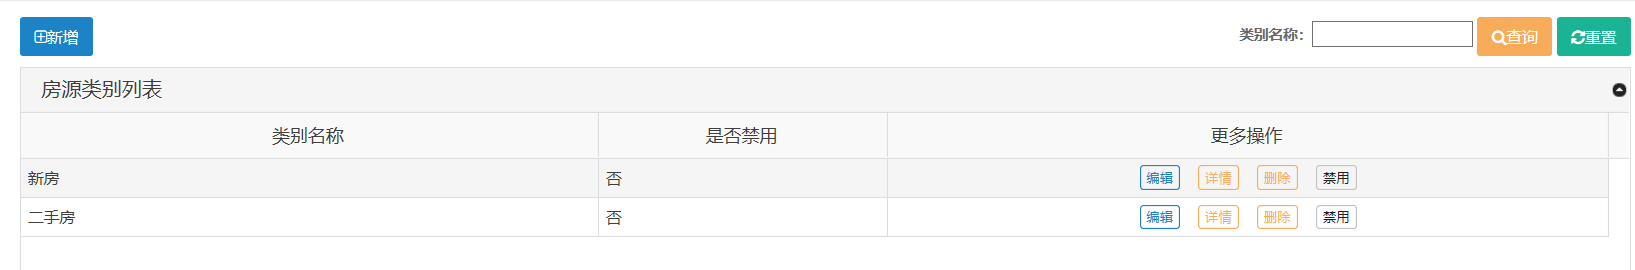 新增 类别名称： 查询 重置
房源类别列表
类别名称 是否禁用 更多操作
新房 否 编辑 详情 删除 禁用
二手房 否 编辑 详情 删除 禁用